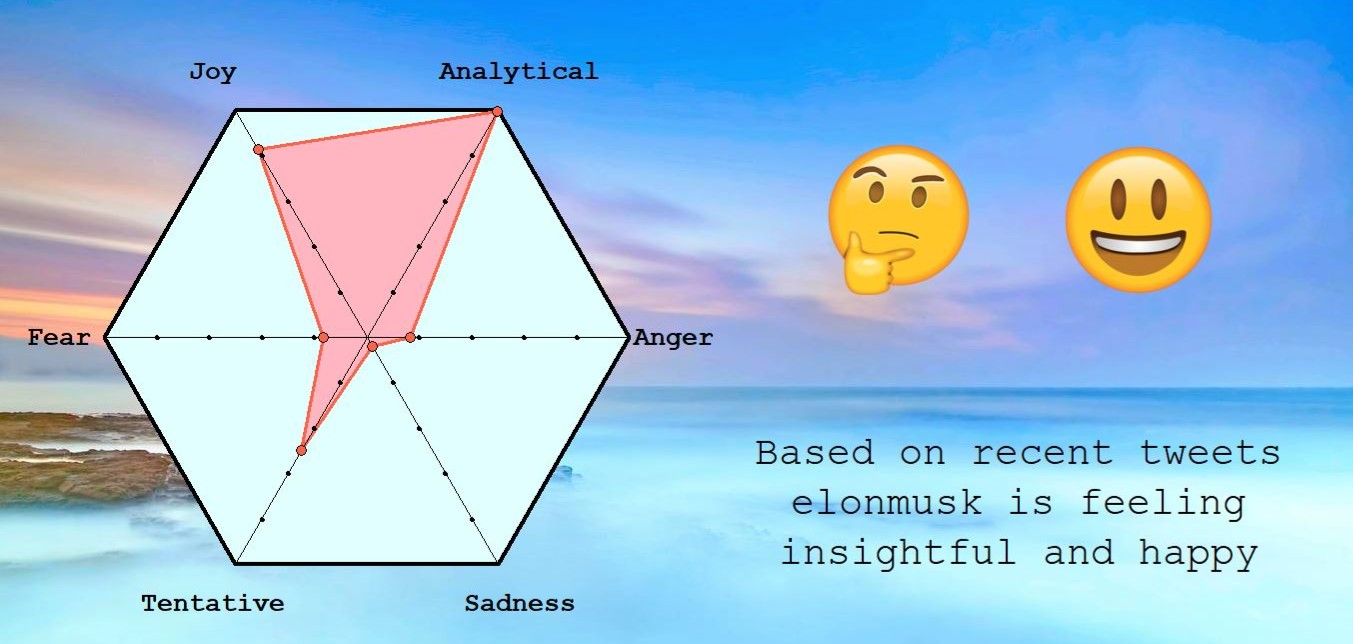 Joy
Analytical
Fear
Anger
Tentative
Sadness
Based on recent tweets
elonmusk is feeling
insightful and happy